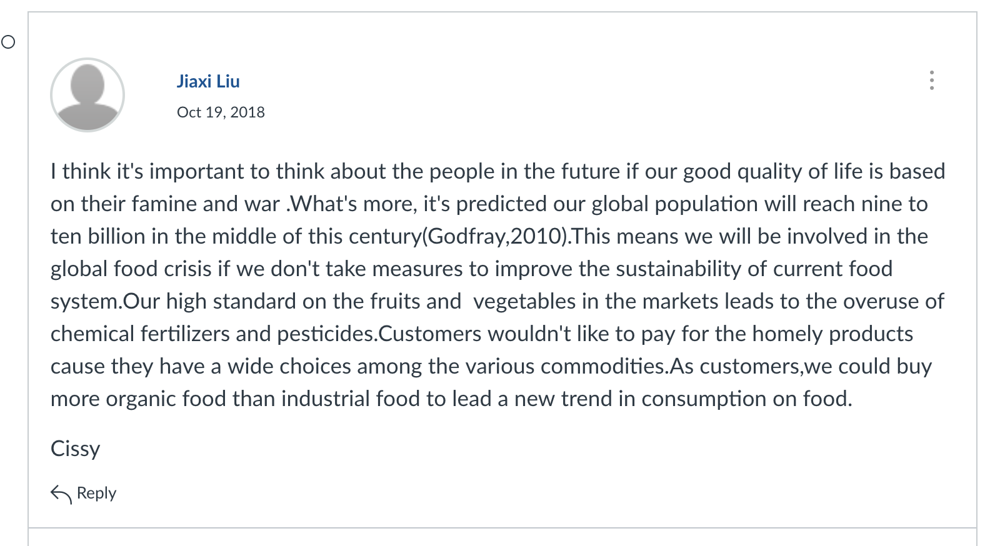 Jiaxi Liu
Oct 19, 2018
I think it's important to think about the people in the future if our good quality of life is based
on their famine and war .What's more, it's predicted our global population will reach nine to
ten billion in the middle of this century(Godfray,2010).This means we will be involved in the
global food crisis if we don't take measures to improve the sustainability of current food
system.Our high standard on the fruits and  vegetables in the markets leads to the overuse of
chemical fertilizers and pesticides.Customers wouldn't like to pay for the homely products
cause they have a wide choices among the various commodities.As customers,we could buy
more organic food than industrial food to lead a new trend in consumption on food.
Cissy
Reply